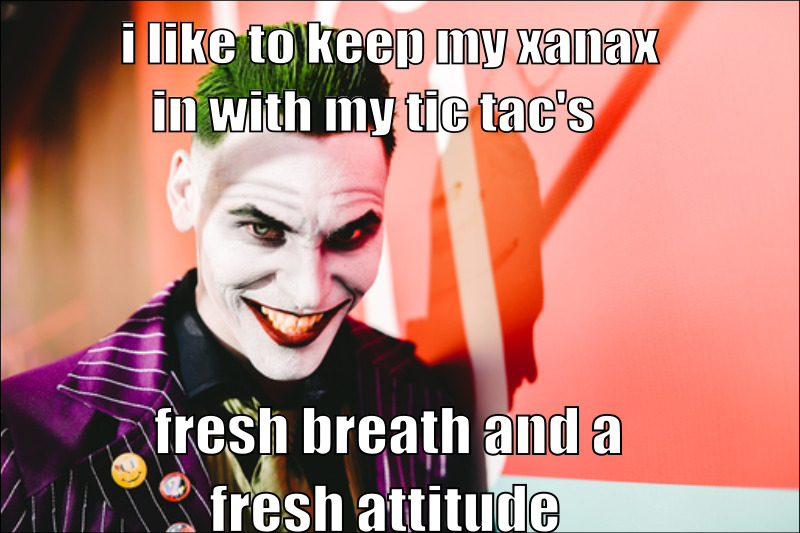 i like to keep my xanax
in with my tic tac's
fresh breath and a
fresh attitude